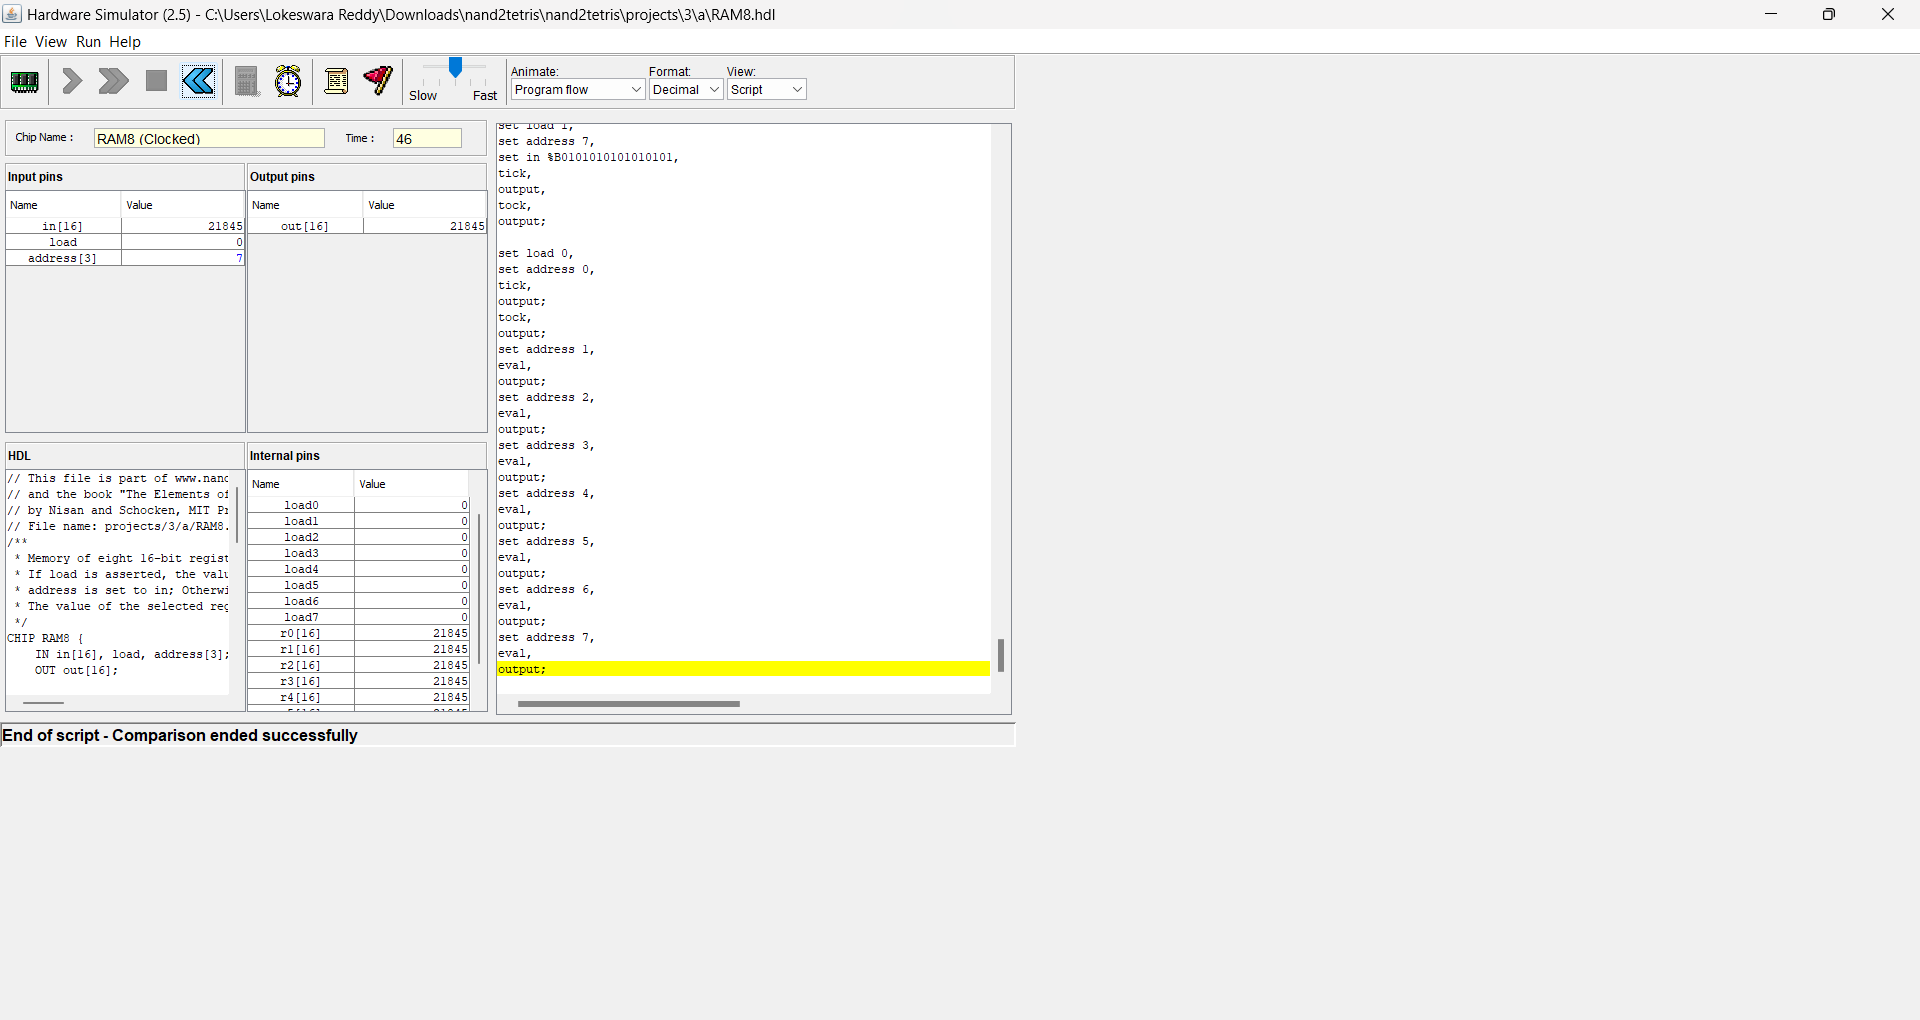 Hardware Simulator (2.5) - C:\Users\Lokeswara Reddy\Downloads\nand2tetris\nand2tetris\projects\3\a\RAM8.hdl
File View Run Help
Slow Fast
Animate: Format: View:
Program flow Decimal Script
Chip Name : RAM8 (Clocked) Time : 46
Input pins
Name Value
in[16] 21845
load 0
address[3] 7
Output pins
Name Value
out[16] 21845
HDL
// This file is part of www.nand
// and the book "The Elements of
// by Nisan and Schocken, MIT Pr
// File name: projects/3/a/RAM8.
/**
* Memory of eight 16-bit regist
* If load is asserted, the valu
* address is set to in; Otherwi
* The value of the selected reg
*/
CHIP RAM8 {
IN in[16], load, address[3];
OUT out[16];
Internal pins
Name Value
load0 0
load1 0
load2 0
load3 0
load4 0
load5 0
load6 0
load7 0
r0[16] 21845
r1[16] 21845
r2[16] 21845
r3[16] 21845
r4[16] 21845
set load 1,
set address 7,
set in %B0101010101010101,
tick,
output,
tock,
output;
set load 0,
set address 0,
tick,
output;
tock,
output;
set address 1,
eval,
output;
set address 2,
eval,
output;
set address 3,
eval,
output;
set address 4,
eval,
output;
set address 5,
eval,
output;
set address 6,
eval,
output;
set address 7,
eval,
output;
End of script - Comparison ended successfully